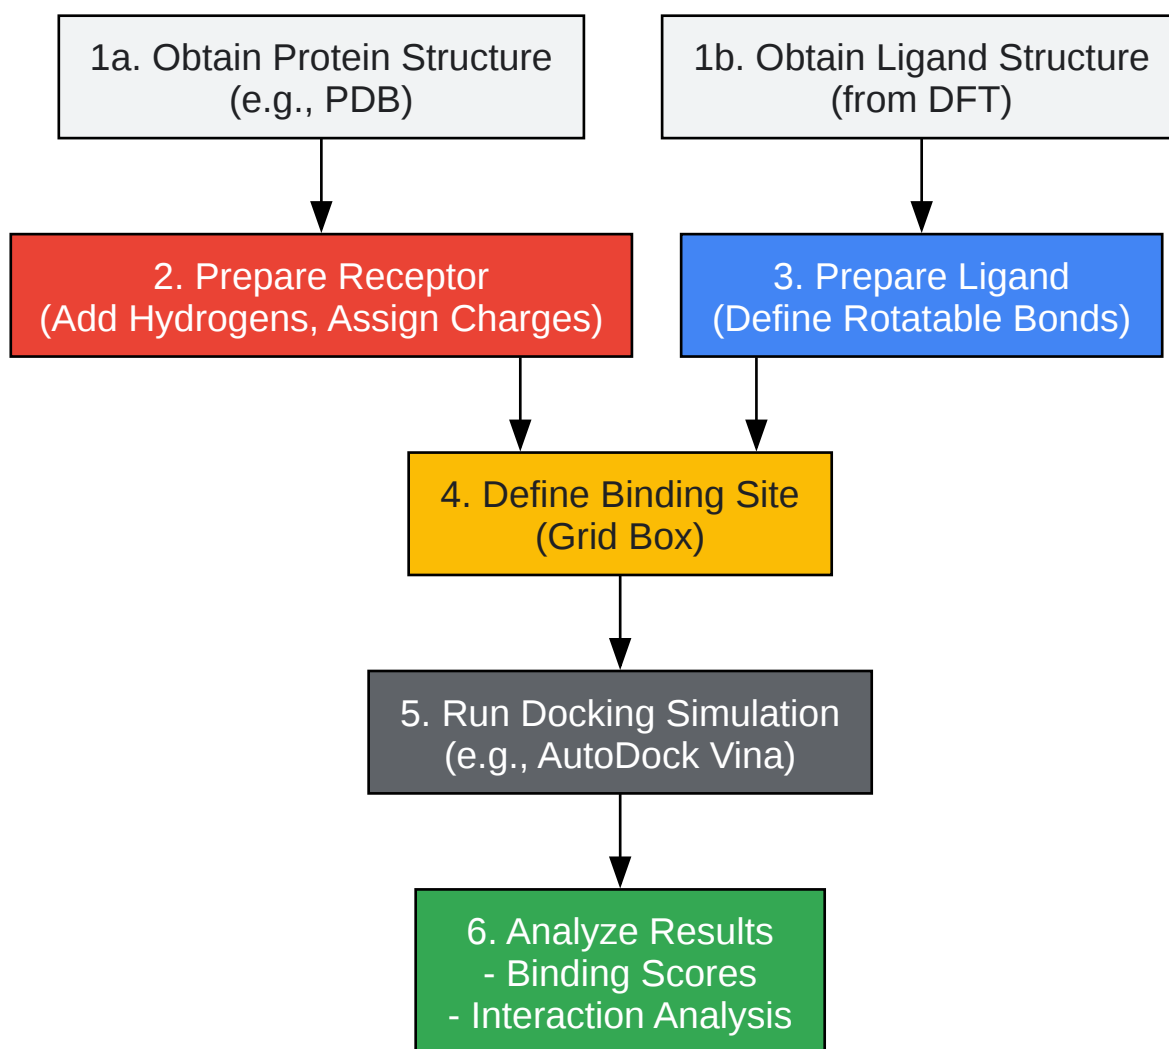 1a. Obtain Protein Structure
(e.g., PDB)
1b. Obtain Ligand Structure
(from DFT)
2. Prepare Receptor
(Add Hydrogens, Assign Charges)
3. Prepare Ligand
(Define Rotatable Bonds)
4. Define Binding Site
(Grid Box)
5. Run Docking Simulation
(e.g., AutoDock Vina)
6. Analyze Results
- Binding Scores
- Interaction Analysis